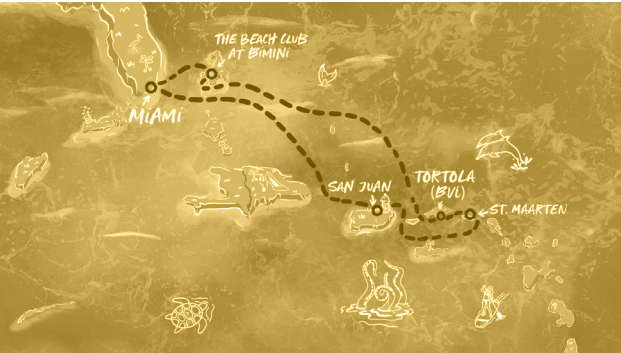 THE BEACH CLUB
AT BIMINI
MIAMI
SAN JUAN
TORTOLA
(BVI)
ST. MAARTEN